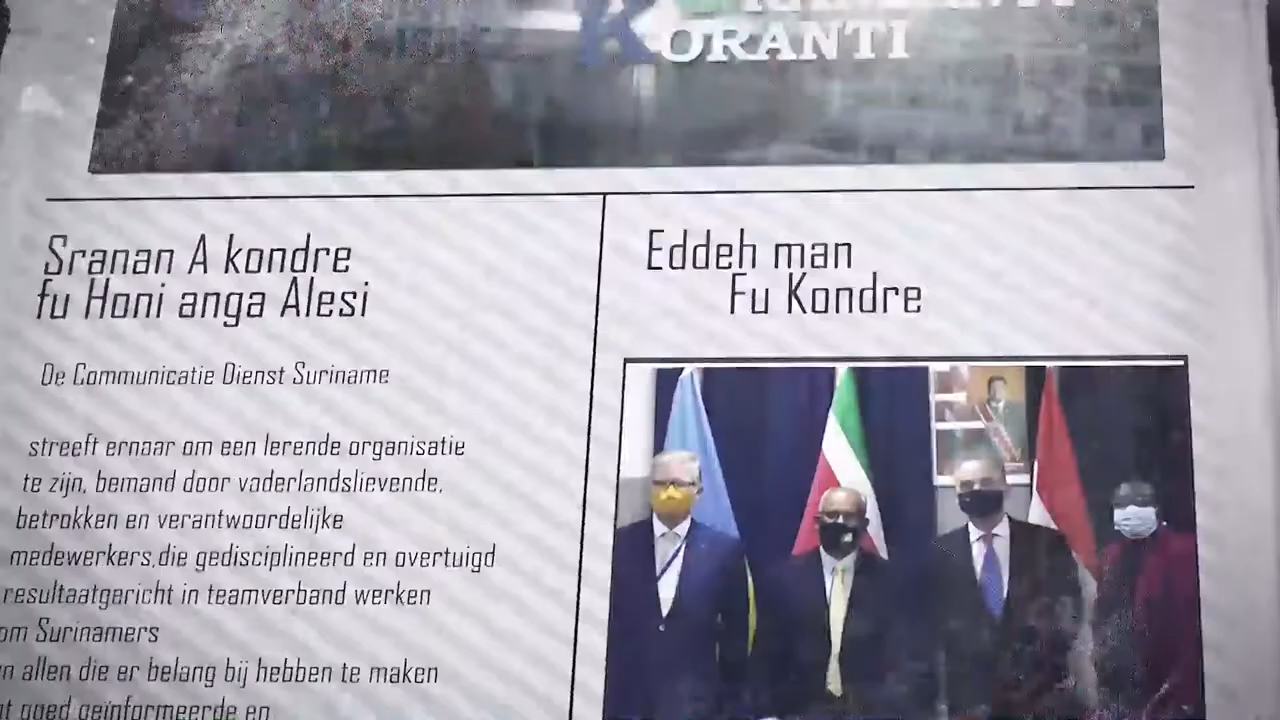 KORANTI
Sranan A kondre
fu Honi anga Alesi
De Communicatie Dienst Suriname
streeft ernaar om een lerende organisatie
te zijn, bemand door vaderlandslievende,
betrokken en verantwoordelijke
medewerkers,die gedisciplineerd en overtuigd
resultaatgericht in teamverband werken
om Surinamers
allen die er belang bij hebben te maken
goed geïnformeerde en
Eddeh man
Fu Kondre